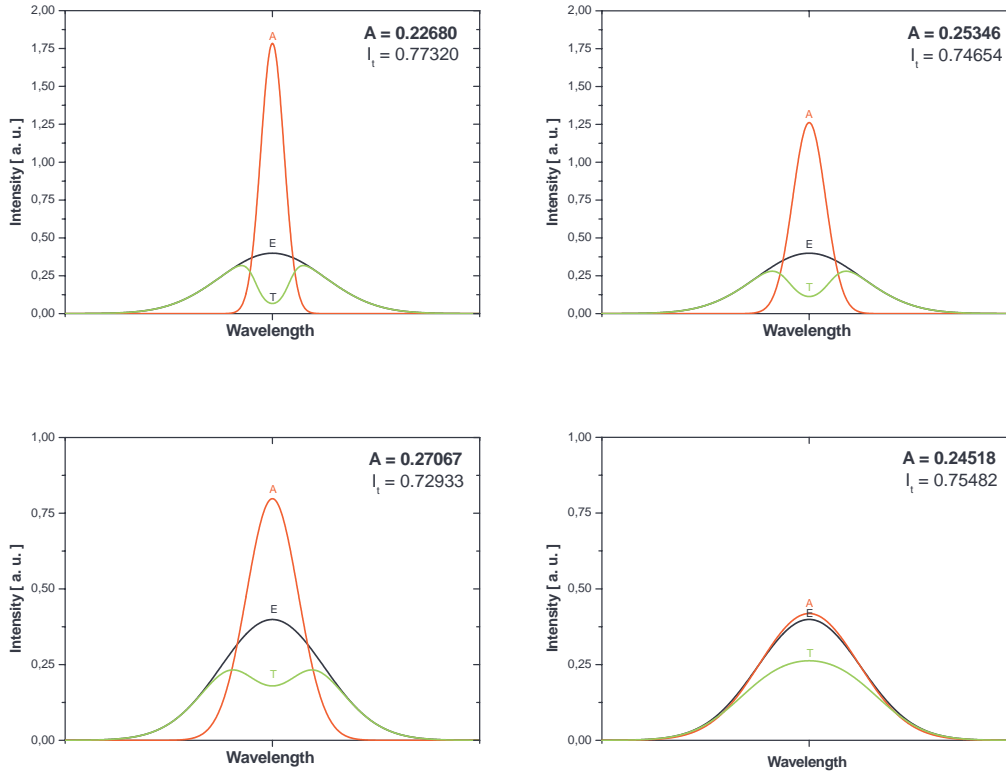 2,00
1,75
1,50
1,25
1,00
0,75
0,50
0,25
0,00
Intensity [ a. u. ]
Wavelength
A = 0.22680
I_t = 0.77320
A
E
T
2,00
1,75
1,50
1,25
1,00
0,75
0,50
0,25
0,00
Intensity [ a. u. ]
Wavelength
A = 0.25346
I_t = 0.74654
A
E
T
1,00
0,75
0,50
0,25
0,00
Intensity [ a. u. ]
Wavelength
A = 0.27067
I_t = 0.72933
A
E
T
1,00
0,75
0,50
0,25
0,00
Intensity [ a. u. ]
Wavelength
A = 0.24518
I_t = 0.75482
A
E
T